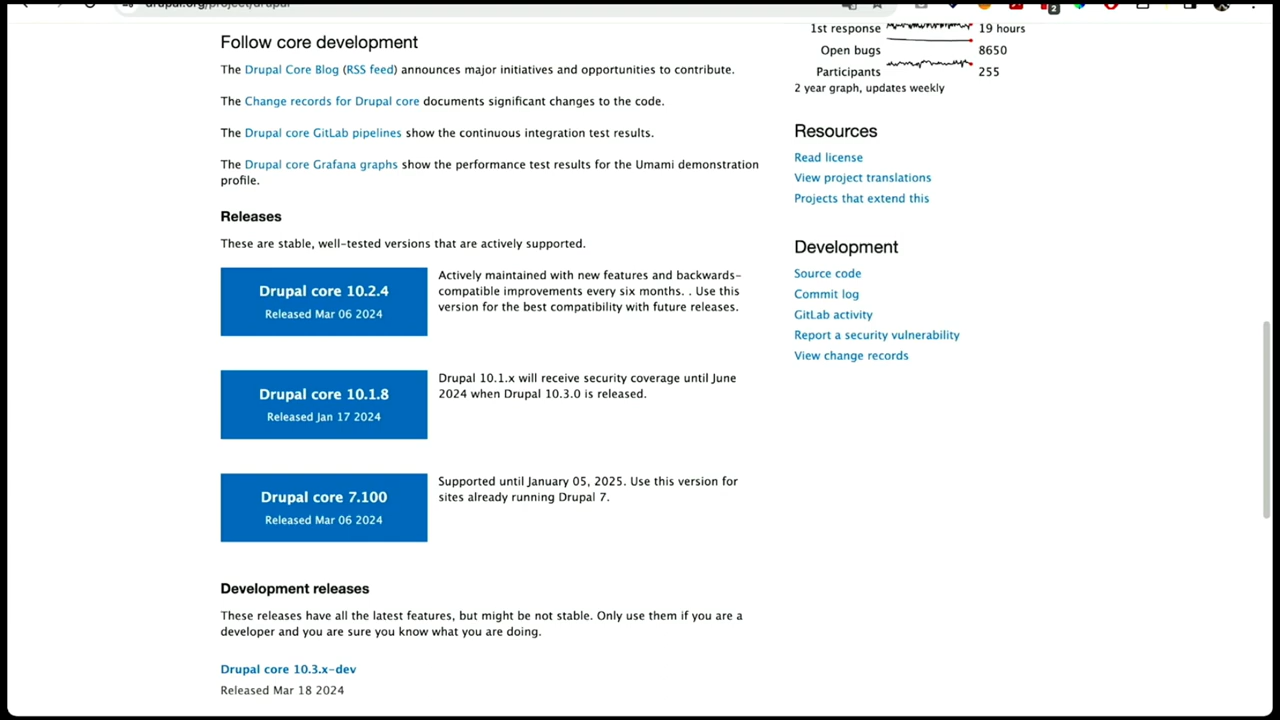 drupal.org/project/drupal
2
Follow core development
The Drupal Core Blog (RSS feed) announces major initiatives and opportunities to contribute.
The Change records for Drupal core documents significant changes to the code.
The Drupal core GitLab pipelines show the continuous integration test results.
The Drupal core Grafana graphs show the performance test results for the Umami demonstration
profile.
Releases
These are stable, well-tested versions that are actively supported.
Drupal core 10.2.4
Released Mar 06 2024
Actively maintained with new features and backwards-
compatible improvements every six months. . Use this
version for the best compatibility with future releases.
Drupal core 10.1.8
Released Jan 17 2024
Drupal 10.1.x will receive security coverage until June
2024 when Drupal 10.3.0 is released.
Drupal core 7.100
Released Mar 06 2024
Supported until January 05, 2025. Use this version for
sites already running Drupal 7.
Development releases
These releases have all the latest features, but might be not stable. Only use them if you are a
developer and you are sure you know what you are doing.
Drupal core 10.3.x-dev
Released Mar 18 2024
1st response 19 hours
Open bugs 8650
Participants 255
2 year graph, updates weekly
Resources
Read license
View project translations
Projects that extend this
Development
Source code
Commit log
GitLab activity
Report a security vulnerability
View change records